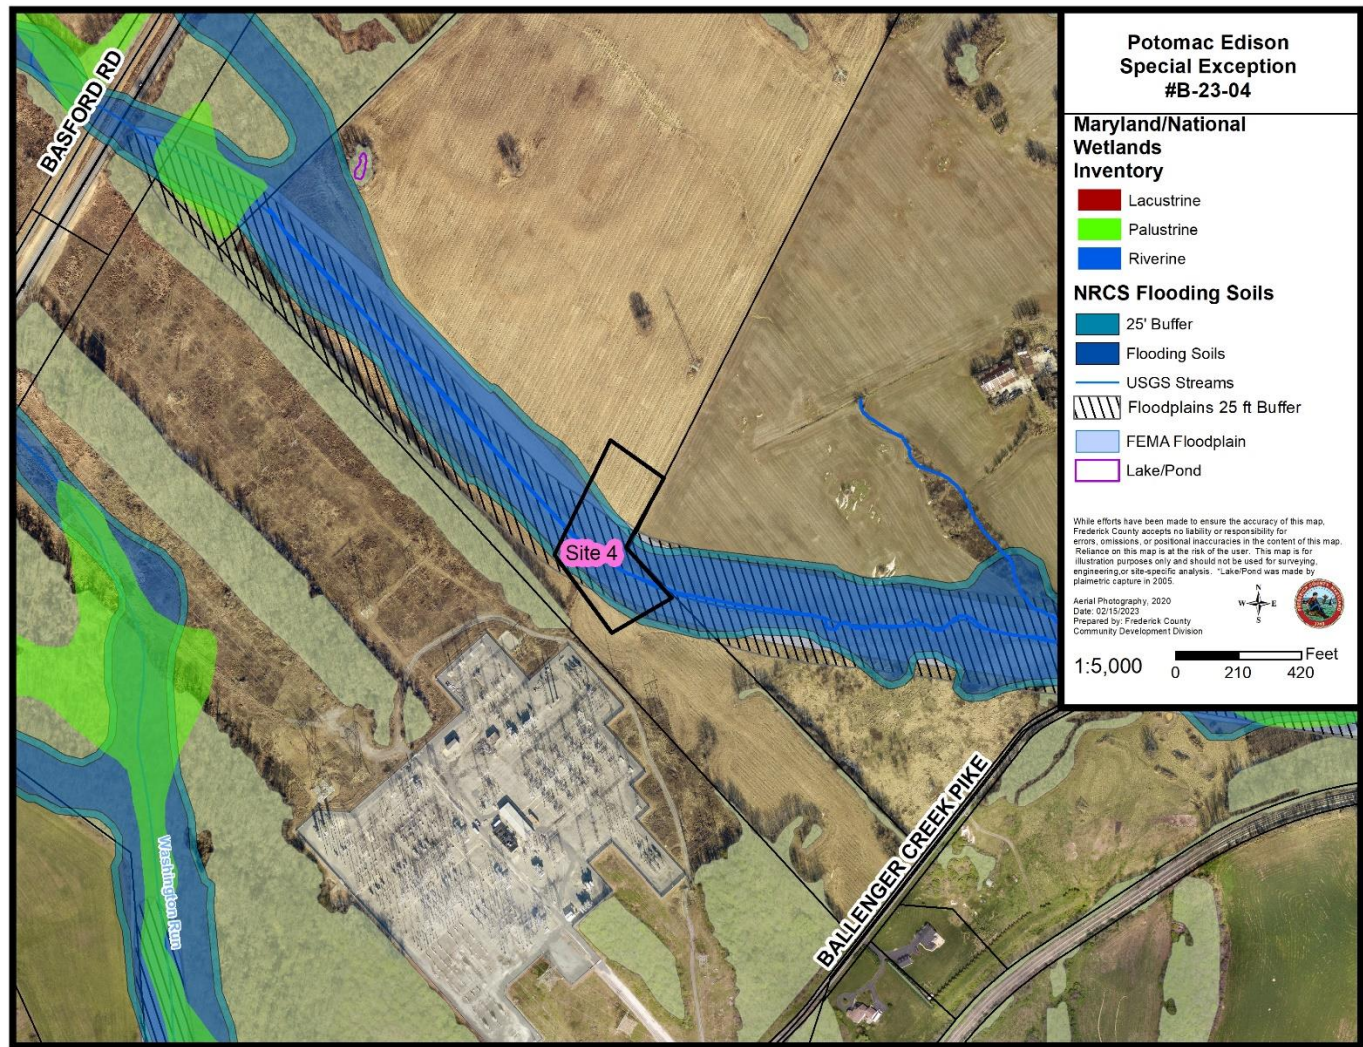 BASFORD RD
Site 4
Washington Run
BALLENGER CREEK PIKE
Potomac Edison
Special Exception
#B-23-04
Maryland/National
Wetlands
Inventory
Lacustrine
Palustrine
Riverine
NRCS Flooding Soils
25' Buffer
Flooding Soils
USGS Streams
Floodplains 25 ft Buffer
FEMA Floodplain
Lake/Pond
While efforts have been made to ensure the accuracy of this map,
Frederick County accepts no liability or responsibility for
errors, omissions, or positional inaccuracies in the content of this map.
Reliance on this map is at the risk of the user. This map is for
illustration purposes only and should not be used for surveying,
engineering,or site-specific analysis. *Lake/Pond was made by
plaimetric capture in 2005.
Aerial Photography, 2020
Date: 02/15/2023
Prepared by: Frederick County
Community Development Division
N
W E
S
1:5,000
Feet
0 210 420